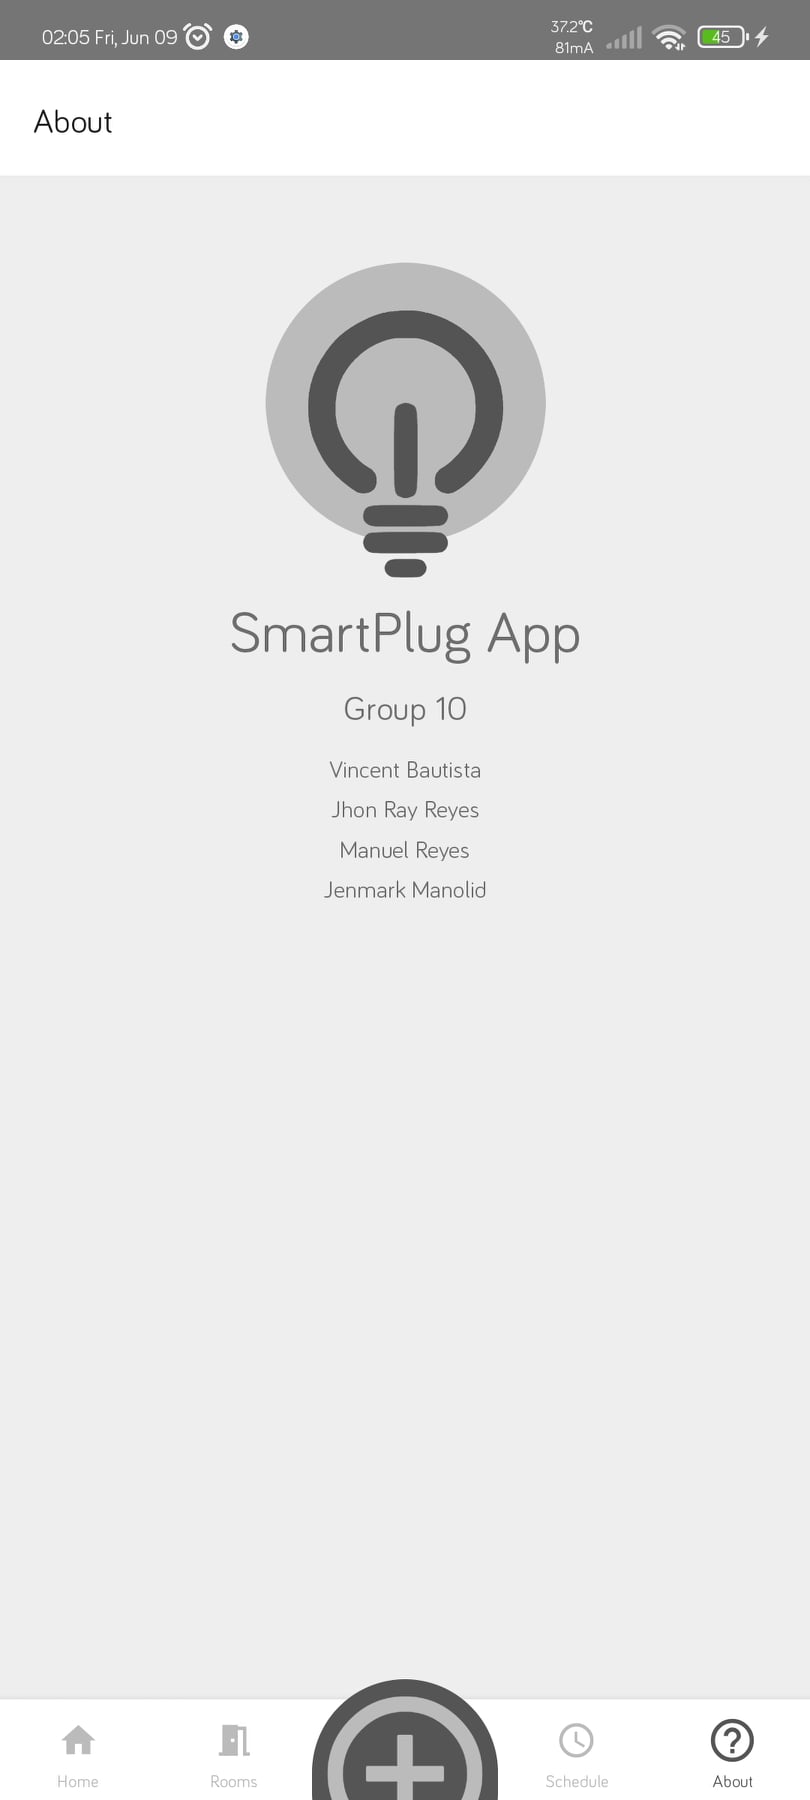 02:05 Fri, Jun 09
37.2°C
81mA
45
About
SmartPlug App
Group 10
Vincent Bautista
Jhon Ray Reyes
Manuel Reyes
Jenmark Manolid
Home
Rooms
Schedule
About